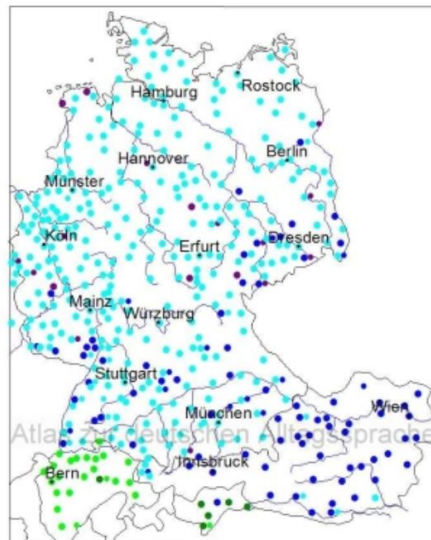 Hamburg
Rostock
Hannover
Berlin
Münster
Köln
Erfurt
Dresden
Mainz
Würzburg
Stuttgart
München
Wien
Atlas zur deutschen Alltagssprache
Bern
Innsbruck